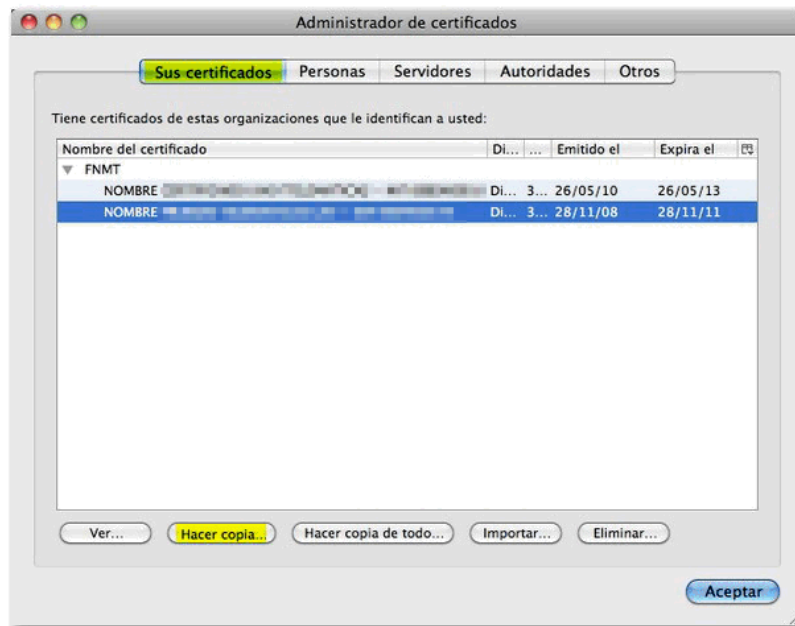 Administrador de certificados
Sus certificados Personas Servidores Autoridades Otros
Tiene certificados de estas organizaciones que le identifican a usted:
Nombre del certificado Di... ... Emitido el Expira el
FNMT
NOMBRE Di... 3... 26/05/10 26/05/13
NOMBRE Di... 3... 28/11/08 28/11/11
Ver... Hacer copia... Hacer copia de todo... Importar... Eliminar...
Aceptar